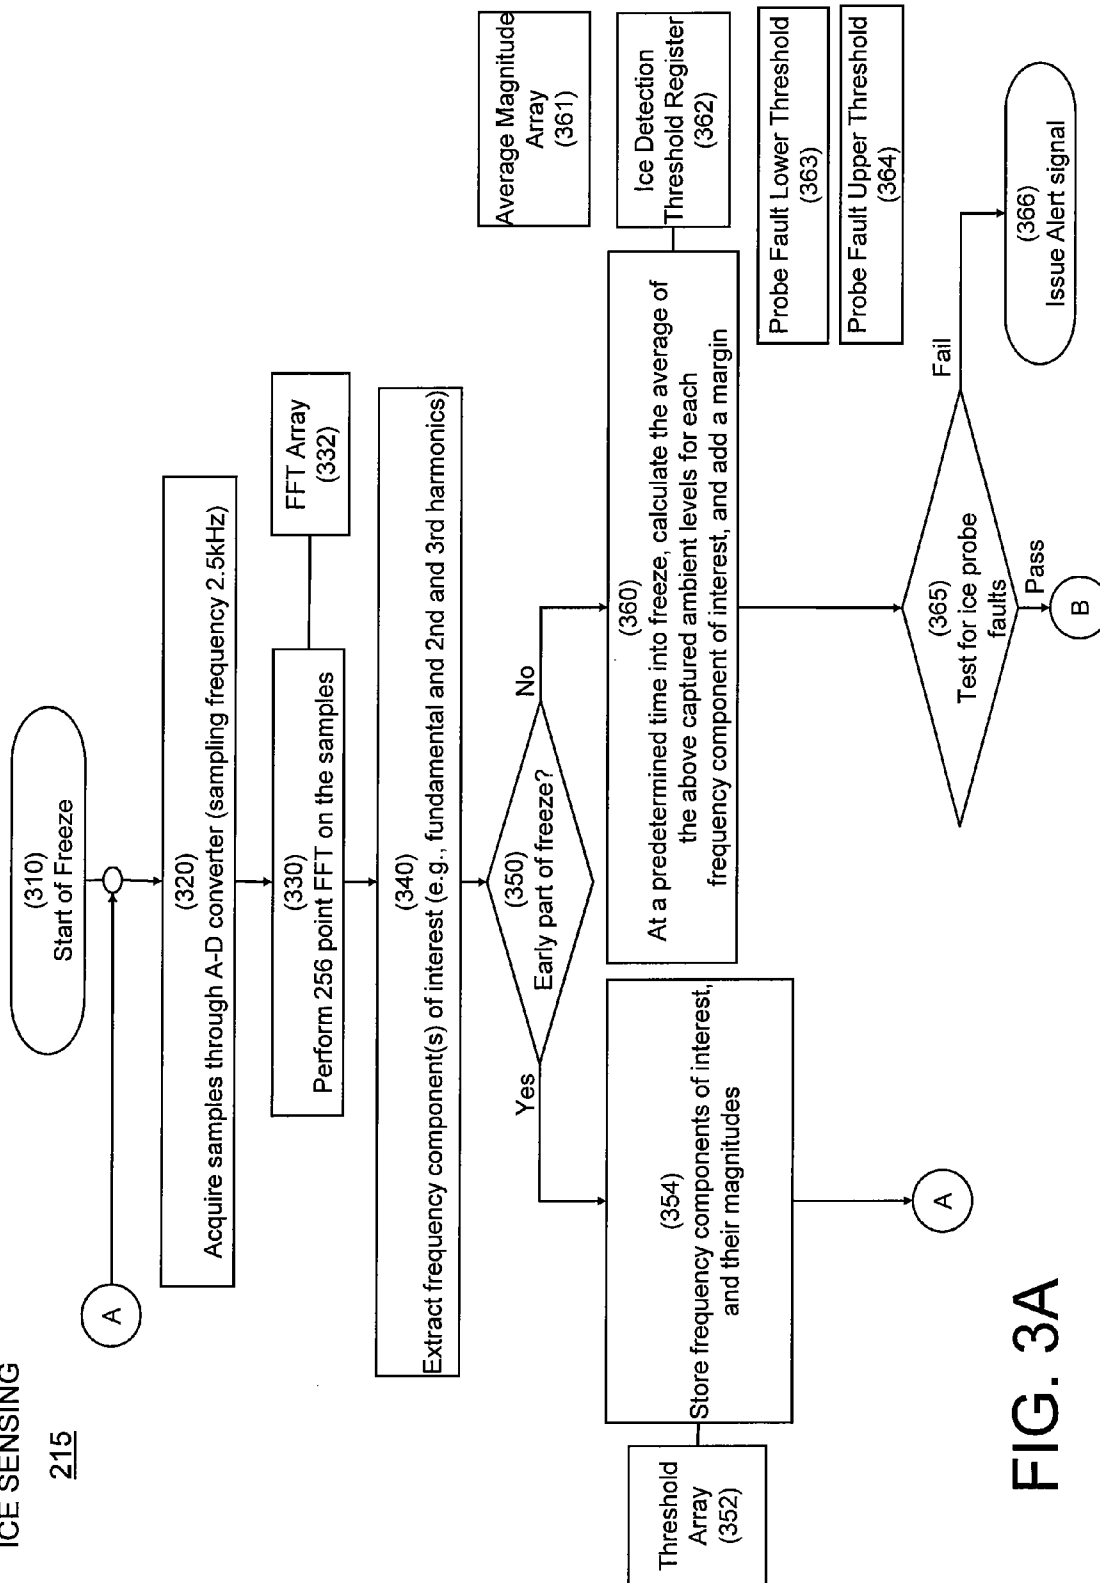 ICE SENSING
215
(310)
Start of Freeze
A
(320)
Acquire samples through A-D converter (sampling frequency 2.5kHz)
(330)
Perform 256 point FFT on the samples
FFT Array
(332)
(340)
Extract frequency component(s) of interest (e.g., fundamental and 2nd and 3rd harmonics)
(350)
Early part of freeze?
Yes
No
Threshold
Array
(352)
(354)
Store frequency components of interest,
and their magnitudes
A
(360)
At a predetermined time into freeze, calculate the average of
the above captured ambient levels for each
frequency component of interest, and add a margin
Average Magnitude
Array
(361)
Ice Detection
Threshold Register
(362)
Probe Fault Lower Threshold
(363)
Probe Fault Upper Threshold
(364)
(365)
Test for ice probe
faults
Fail
Pass
(366)
Issue Alert signal
B
FIG. 3A